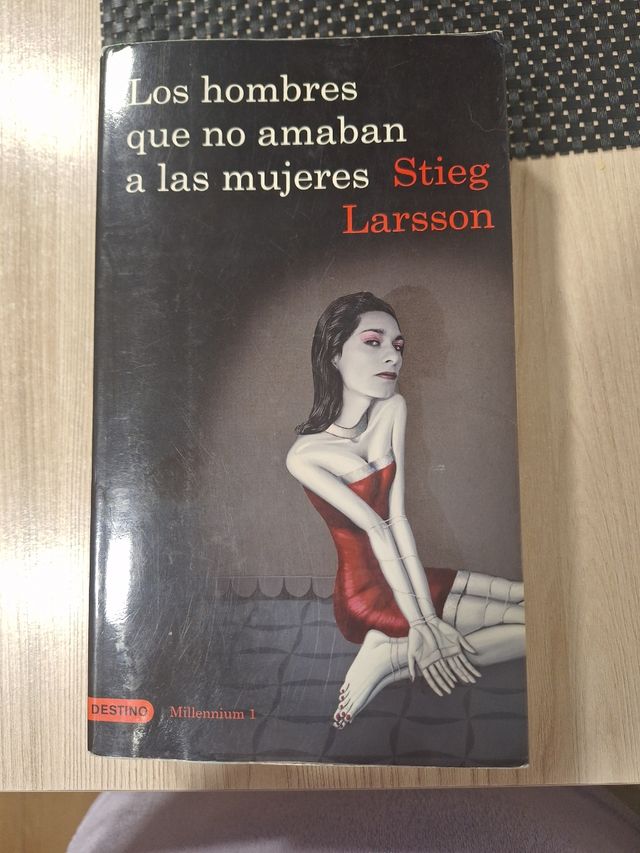 Los hombres
que no amaban
a las mujeres Stieg
Larsson
DESTINO Millennium 1